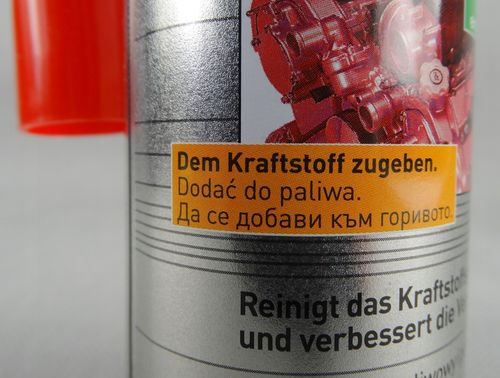 Dem Kraftstoff zugeben.
Dodać do paliwa.
Да се добави към горивото.
Reinigt das Kraftstoff
und verbessert die